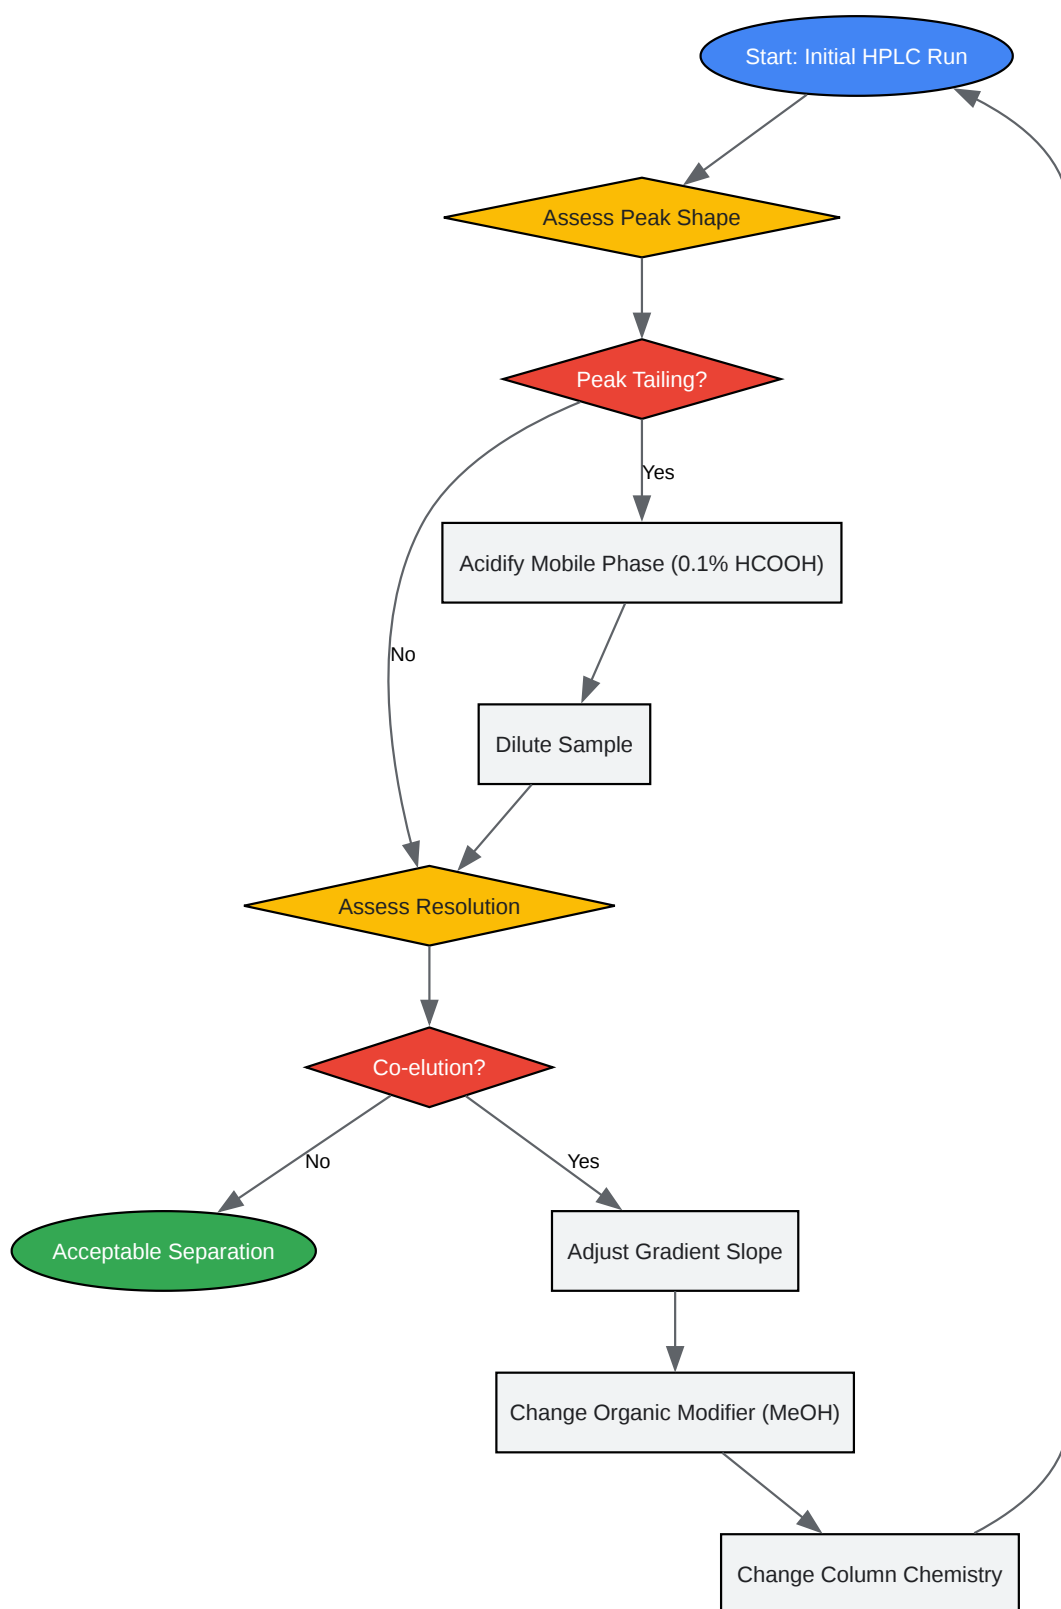 Start: Initial HPLC Run
Assess Peak Shape
Peak Tailing?
Yes
Acidify Mobile Phase (0.1% HCOOH)
No
Dilute Sample
Assess Resolution
Co-elution?
No
Yes
Acceptable Separation
Adjust Gradient Slope
Change Organic Modifier (MeOH)
Change Column Chemistry